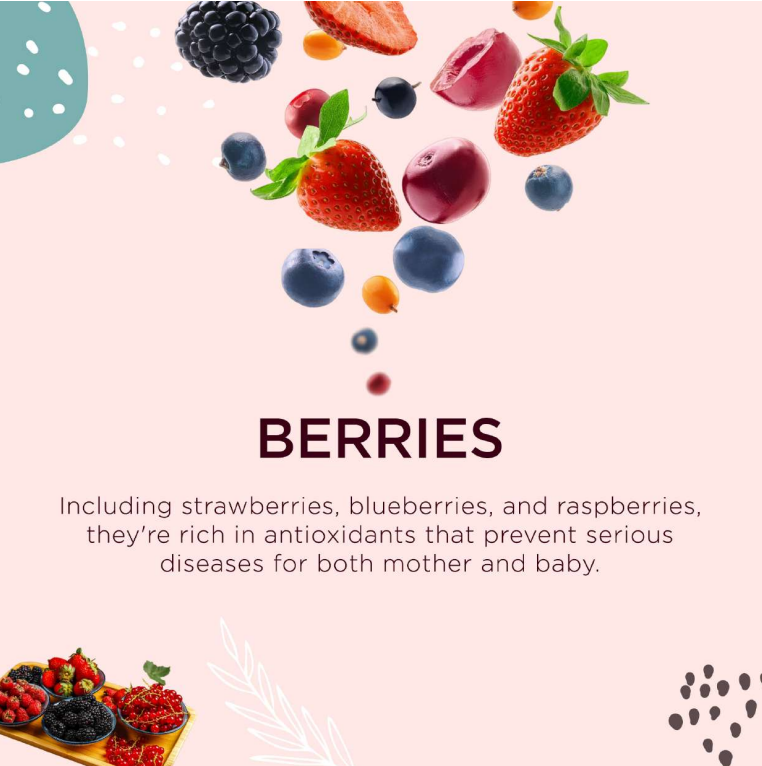 BERRIES
Including strawberries, blueberries, and raspberries,
they're rich in antioxidants that prevent serious
diseases for both mother and baby.